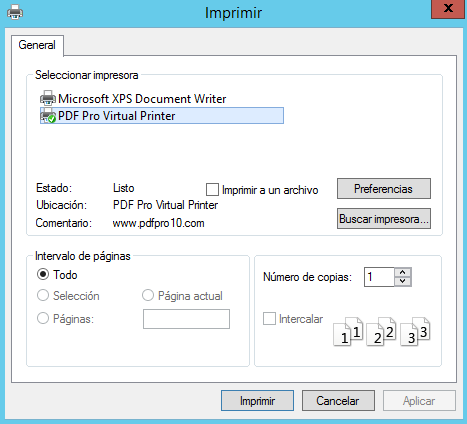 Imprimir
General
Seleccionar impresora
Microsoft XPS Document Writer
PDF Pro Virtual Printer
Estado: Listo
Imprimir a un archivo
Preferencias
Ubicación: PDF Pro Virtual Printer
Comentario: www.pdfpro10.com
Buscar impresora...
Intervalo de páginas
Todo
Selección
Página actual
Páginas:
Número de copias: 1
Intercalar
1 1 2 2 3 3
Imprimir
Cancelar
Aplicar